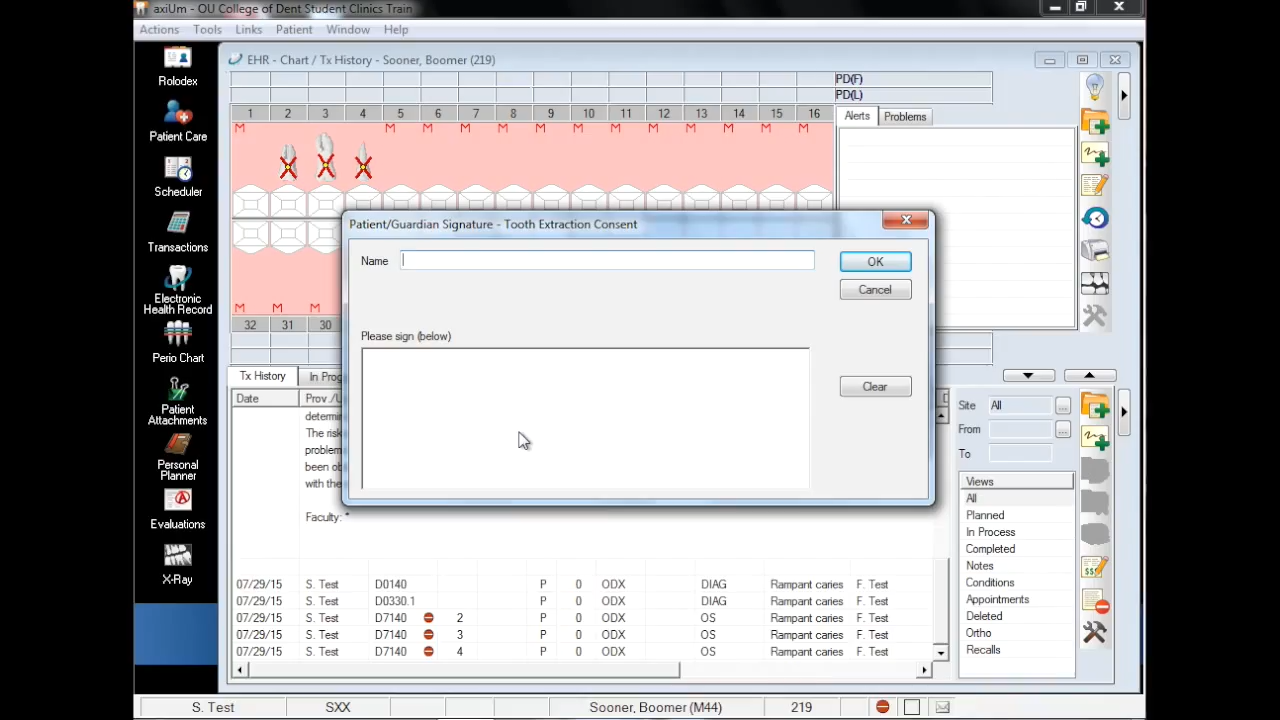 axiUm - OU College of Dent Student Clinics Train
Actions Tools Links Patient Window Help
Rolodex
Patient Care
Scheduler
Transactions
Electronic
Health Record
Perio Chart
Patient
Attachments
Personal
Planner
Evaluations
X-Ray
EHR - Chart / Tx History - Sooner, Boomer (219)
PD(F)
PD(L)
1 2 3 4 5 6 7 8 9 10 11 12 13 14 15 16
M M M M M M M M M M M M M
M M M
32 31 30
Alerts Problems
Patient/Guardian Signature - Tooth Extraction Consent
Name
OK
Cancel
Please sign (below)
Clear
Tx History In Prog
Date Prov./U
determi
The risk
problem
been ob
with the
Faculty: *
07/29/15 S. Test D0140 P 0 ODX DIAG Rampant caries F. Test
07/29/15 S. Test D0330.1 P 0 ODX DIAG Rampant caries F. Test
07/29/15 S. Test D7140 2 P 0 ODX OS Rampant caries F. Test
07/29/15 S. Test D7140 3 P 0 ODX OS Rampant caries F. Test
07/29/15 S. Test D7140 4 P 0 ODX OS Rampant caries F. Test
Site All ...
From ...
To
Views
All
Planned
In Process
Completed
Notes
Conditions
Appointments
Deleted
Ortho
Recalls
S. Test SXX Sooner, Boomer (M44) 219